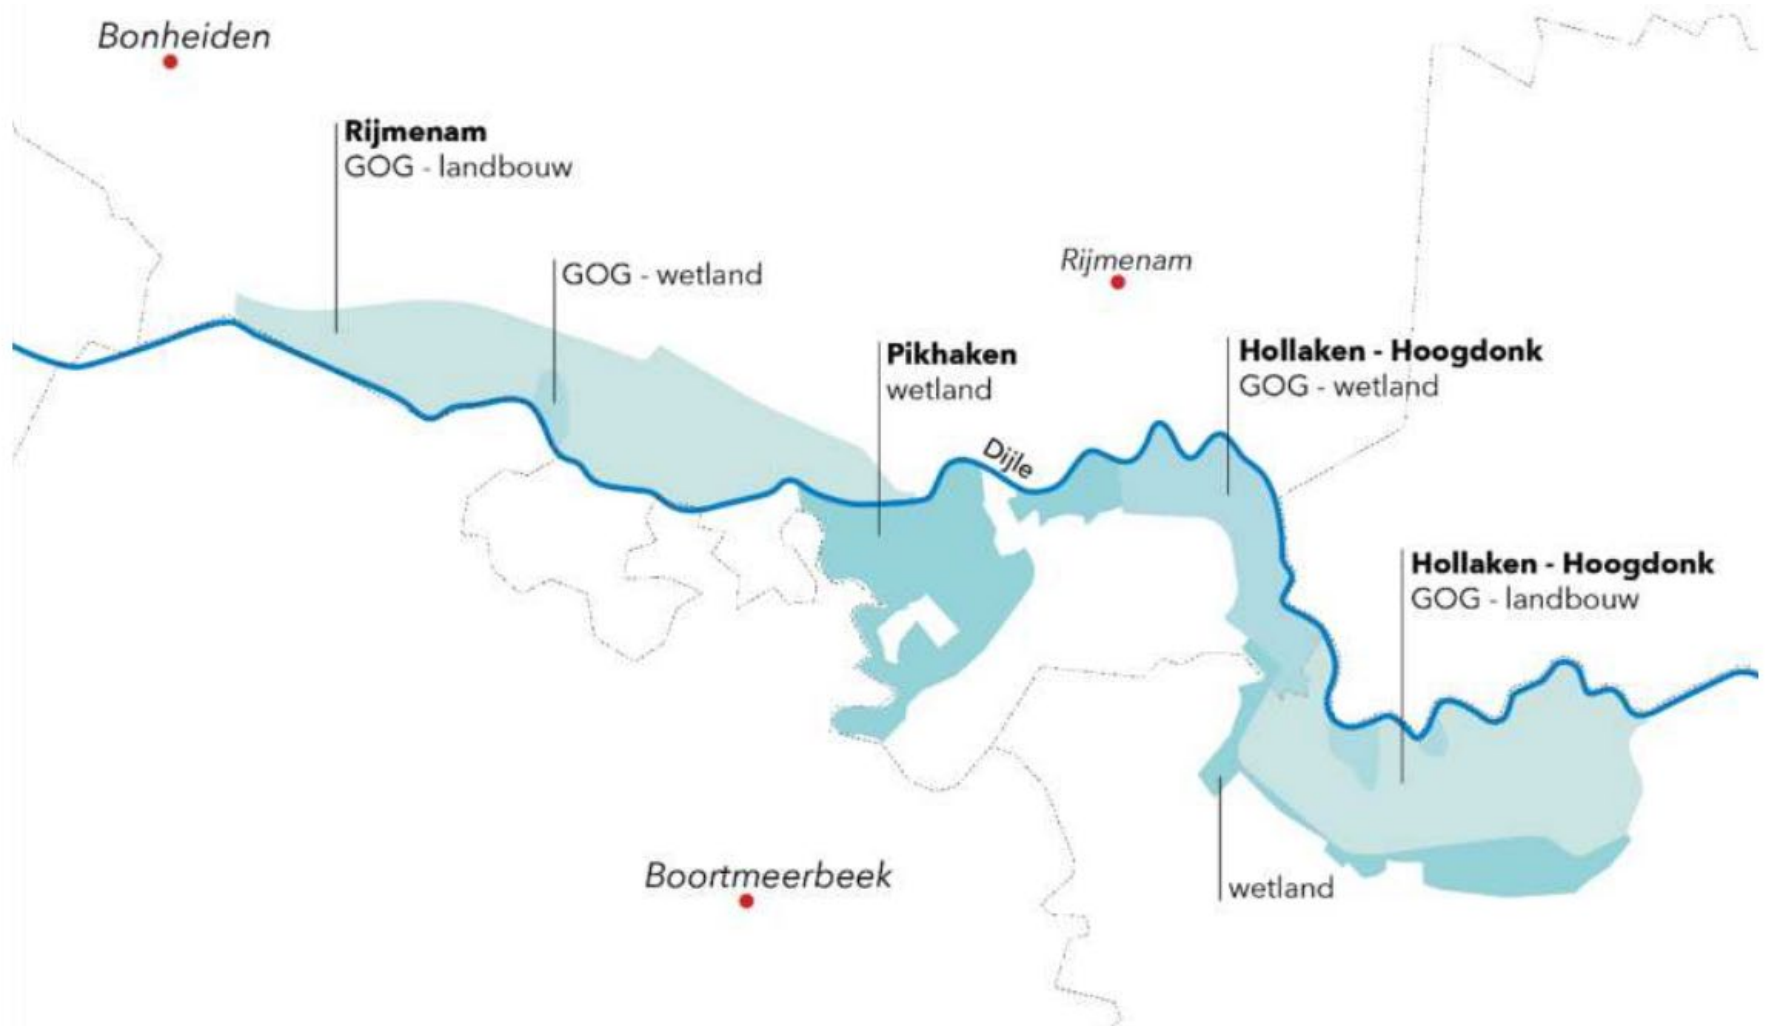 Bonheiden
Rijmenam
GOG - landbouw
GOG - wetland
Rijmenam
Pikhaken
wetland
Hollaken - Hoogdonk
GOG - wetland
Dijle
Hollaken - Hoogdonk
GOG - landbouw
Boortmeerbeek
wetland